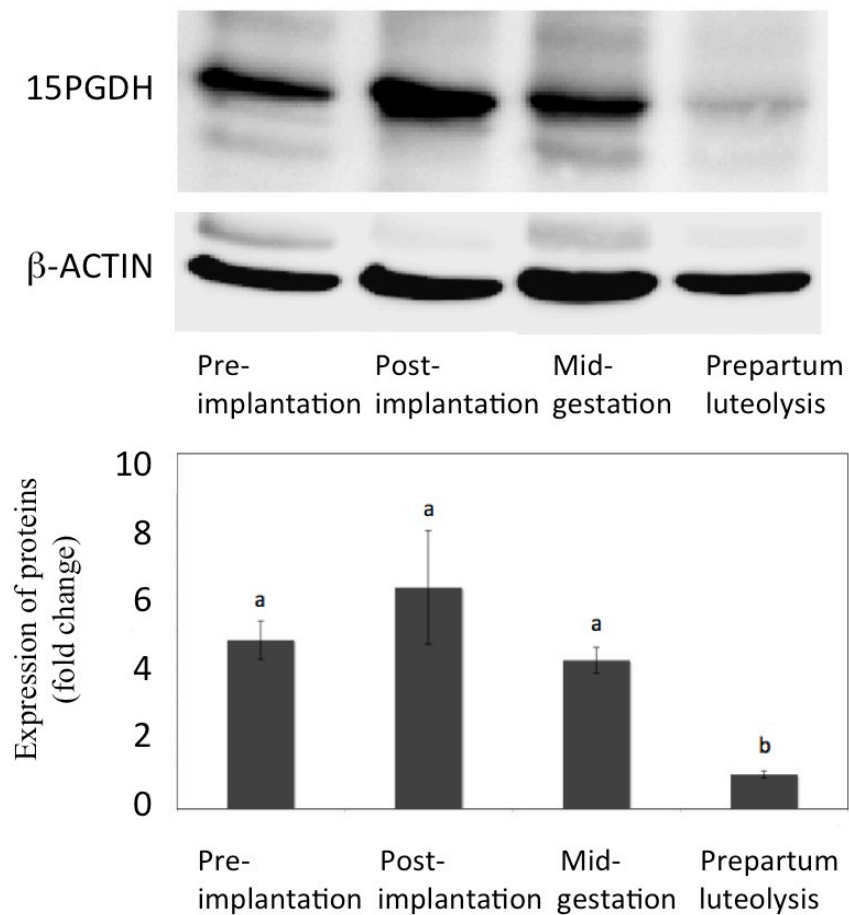 15PGDH
β-ACTIN
Pre- Post- Mid- Prepartum
implantation implantation gestation luteolysis
Expression of proteins
(fold change)
10
8
6
4
2
0
a
a
a
b
Pre- Post- Mid- Prepartum
implantation implantation gestation luteolysis